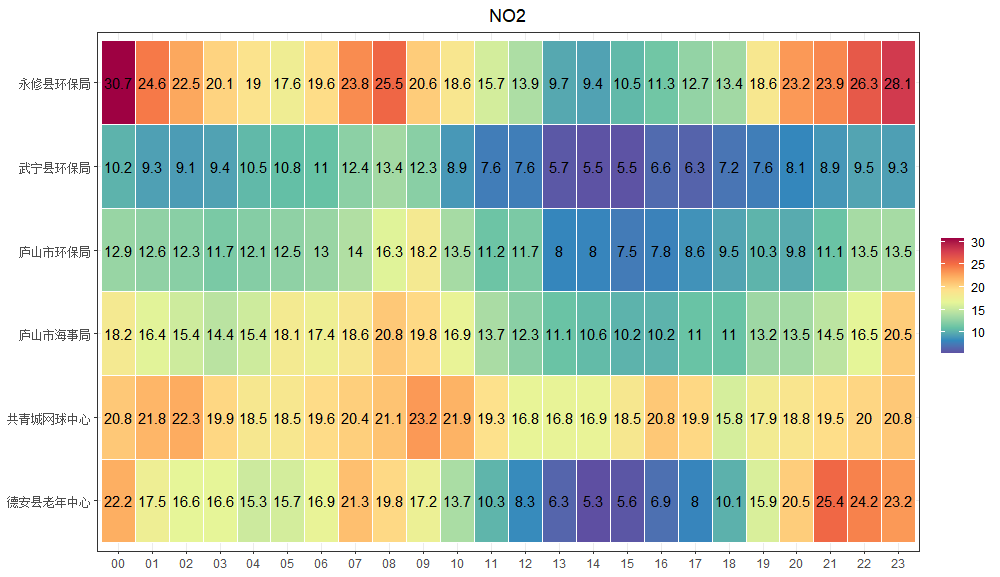 NO2
永修县环保局 30.7 24.6 22.5 20.1 19 17.6 19.6 23.8 25.5 20.6 18.6 15.7 13.9 9.7 9.4 10.5 11.3 12.7 13.4 18.6 23.2 23.9 26.3 28.1
武宁县环保局 10.2 9.3 9.1 9.4 10.5 10.8 11 12.4 13.4 12.3 8.9 7.6 7.6 5.7 5.5 5.5 6.6 6.3 7.2 7.6 8.1 8.9 9.5 9.3
庐山市环保局 12.9 12.6 12.3 11.7 12.1 12.5 13 14 16.3 18.2 13.5 11.2 11.7 8 8 7.5 7.8 8.6 9.5 10.3 9.8 11.1 13.5 13.5
庐山市海事局 18.2 16.4 15.4 14.4 15.4 18.1 17.4 18.6 20.8 19.8 16.9 13.7 12.3 11.1 10.6 10.2 10.2 11 11 13.2 13.5 14.5 16.5 20.5
共青城网球中心 20.8 21.8 22.3 19.9 18.5 18.5 19.6 20.4 21.1 23.2 21.9 19.3 16.8 16.8 16.9 18.5 20.8 19.9 15.8 17.9 18.8 19.5 20 20.8
德安县老年中心 22.2 17.5 16.6 16.6 15.3 15.7 16.9 21.3 19.8 17.2 13.7 10.3 8.3 6.3 5.3 5.6 6.9 8 10.1 15.9 20.5 25.4 24.2 23.2
00 01 02 03 04 05 06 07 08 09 10 11 12 13 14 15 16 17 18 19 20 21 22 23
30
25
20
15
10